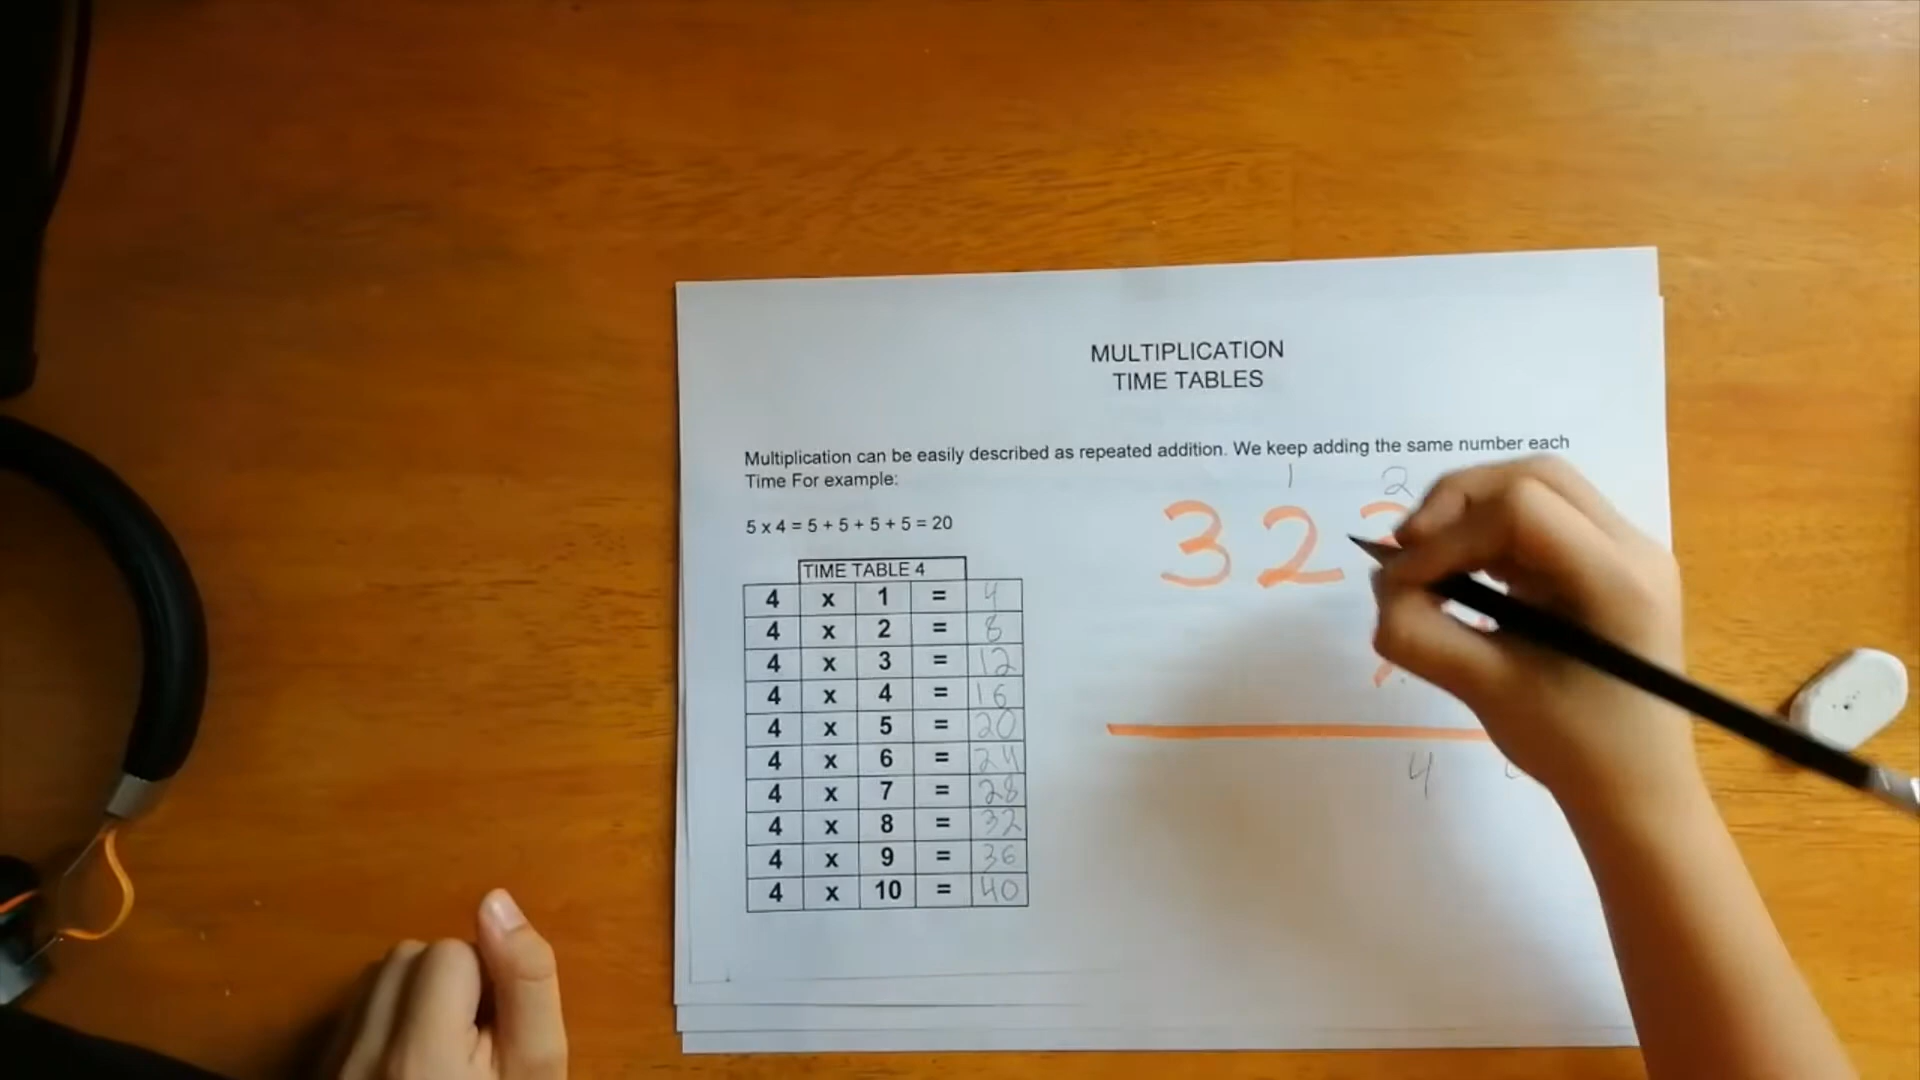 MULTIPLICATION
TIME TABLES
Multiplication can be easily described as repeated addition. We keep adding the same number each
Time For example:
5 x 4 = 5 + 5 + 5 + 5 = 20
1 2
3 2
4
TIME TABLE 4
4 x 1 = 4
4 x 2 = 8
4 x 3 = 12
4 x 4 = 16
4 x 5 = 20
4 x 6 = 24
4 x 7 = 28
4 x 8 = 32
4 x 9 = 36
4 x 10 = 40